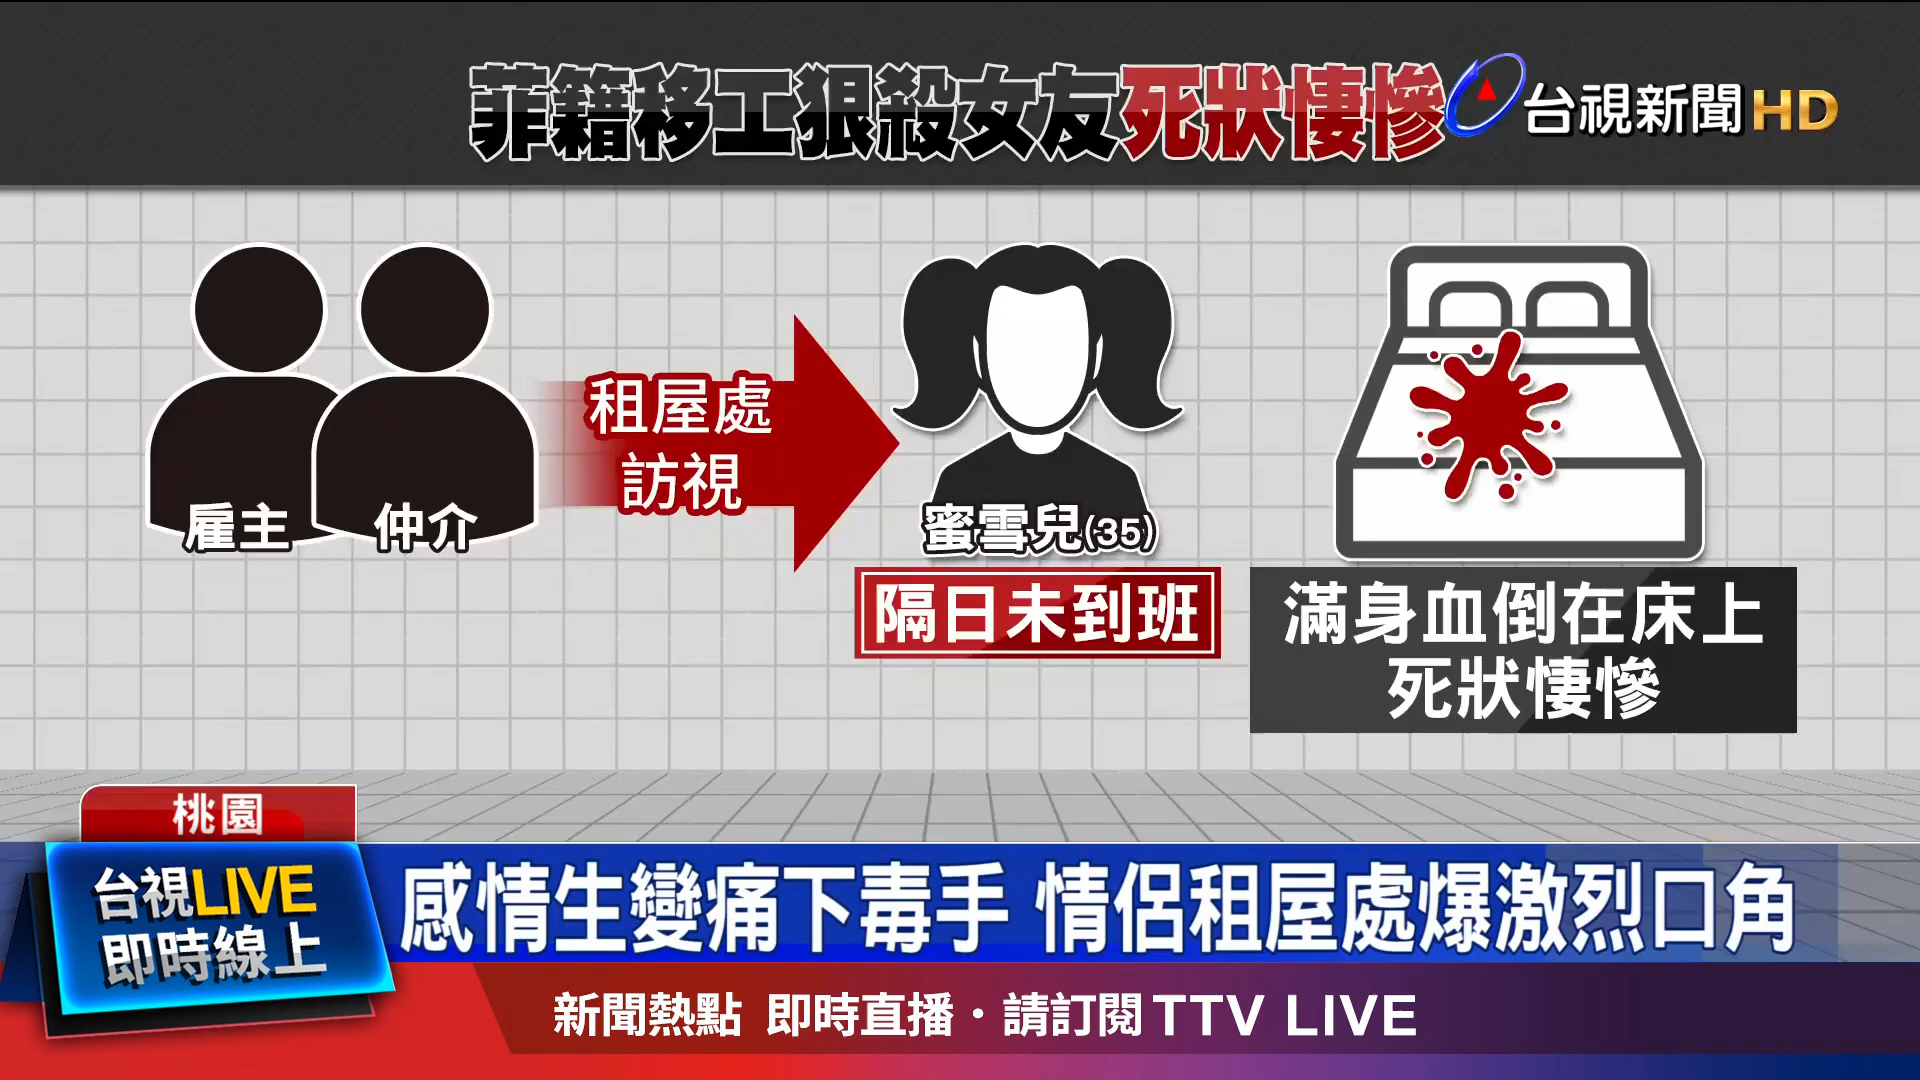 菲籍移工狠殺女友死狀悽慘
台視新聞HD
租屋處
訪視
雇主
仲介
蜜雪兒(35)
隔日未到班
滿身血倒在床上
死狀悽慘
桃園
台視LIVE
即時線上
感情生變痛下毒手 情侶租屋處爆激烈口角
新聞熱點 即時直播·請訂閱TTV LIVE